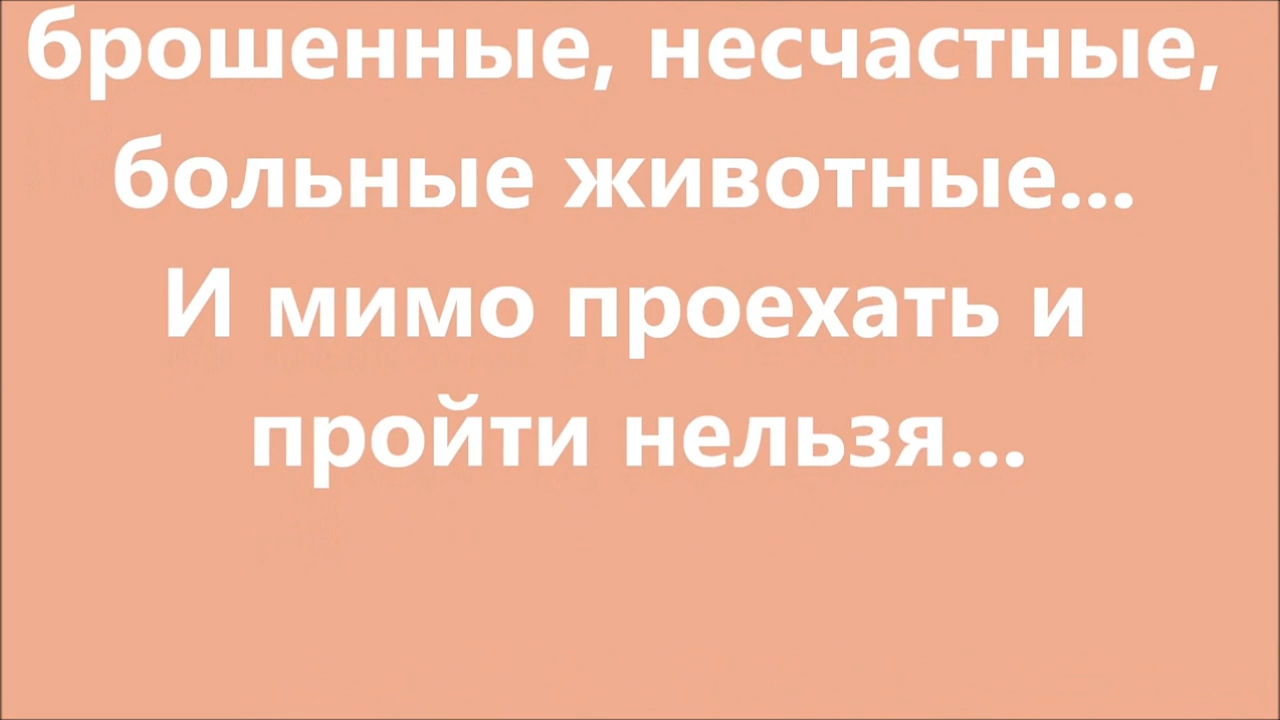 брошенные, несчастные,
больные животные...
И мимо проехать и
пройти нельзя...